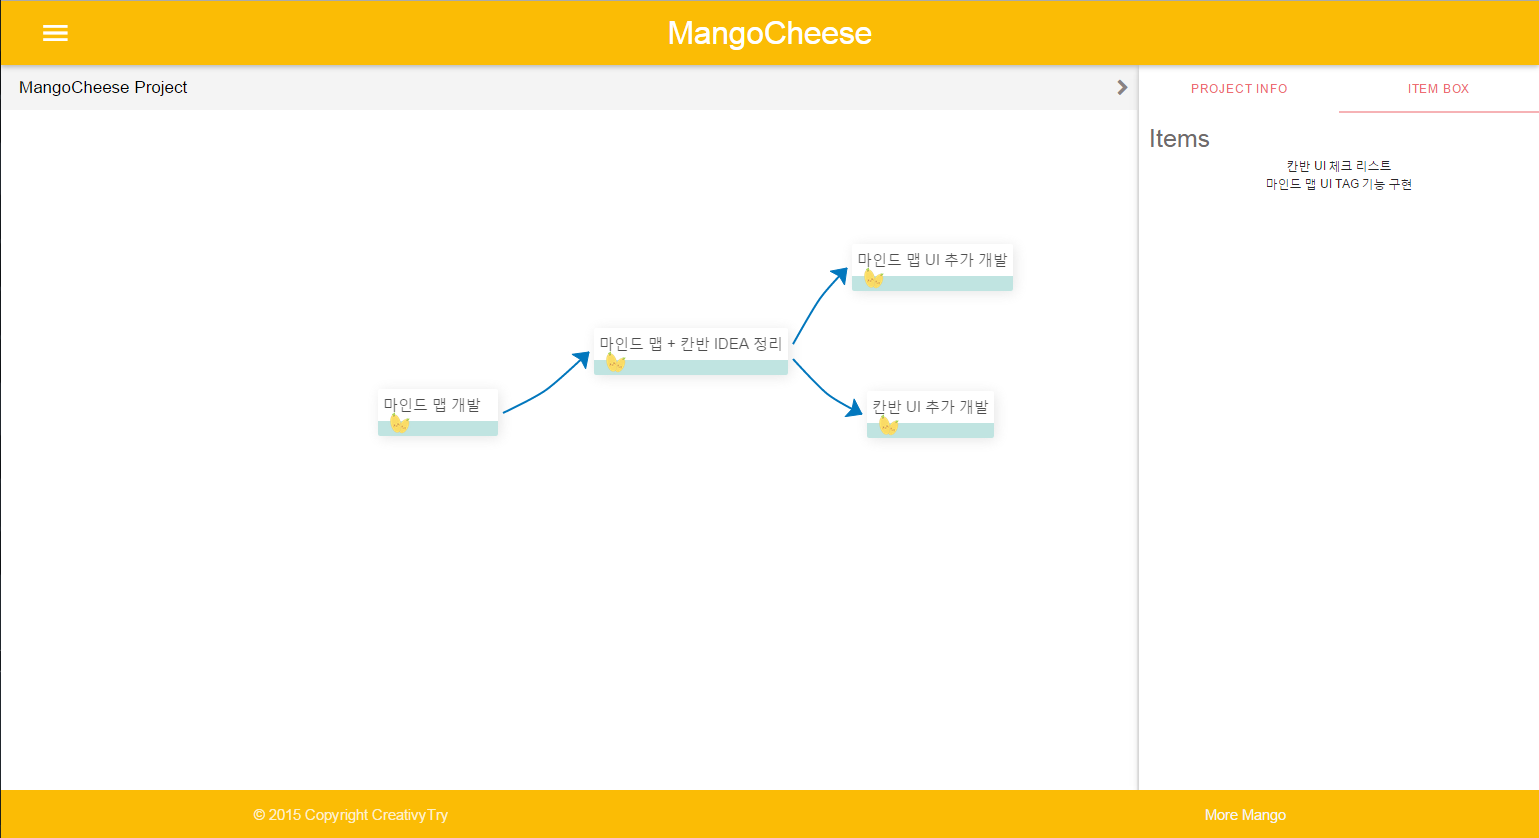 MangoCheese
MangoCheese Project
PROJECT INFO
ITEM BOX
Items
칸반 UI 체크 리스트
마인드 맵 UI TAG 기능 구현
마인드 맵 UI 추가 개발
마인드 맵 + 칸반 IDEA 정리
마인드 맵 개발
칸반 UI 추가 개발
© 2015 Copyright CreativyTry
More Mango